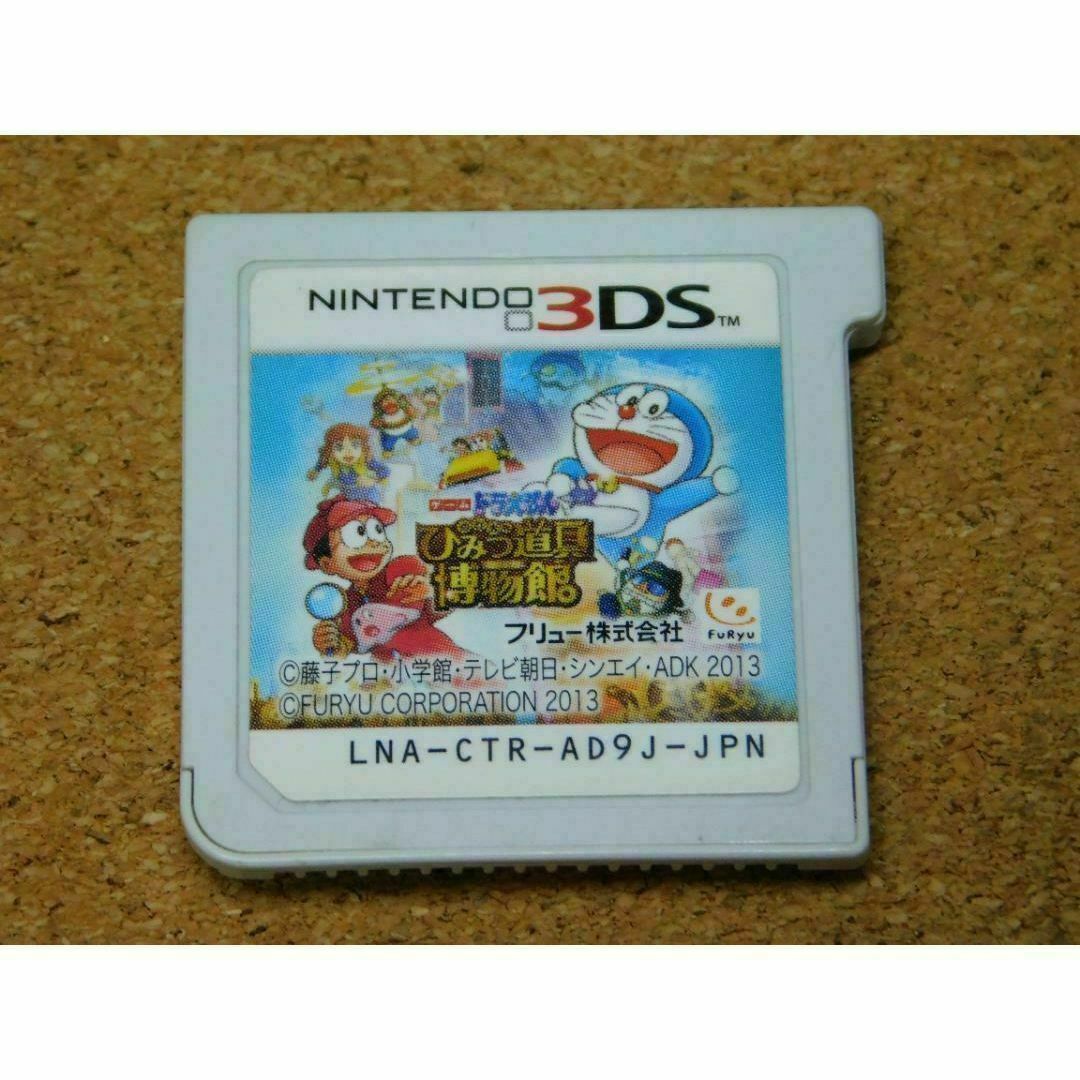 NINTENDO 3DS™
ドラえもん
ひみつ道具
博物館
フリュー株式会社
FuRyu
©藤子プロ・小学館・テレビ朝日・シンエイ・ADK 2013
©FURYU CORPORATION 2013
LNA-CTR-AD9J-JPN